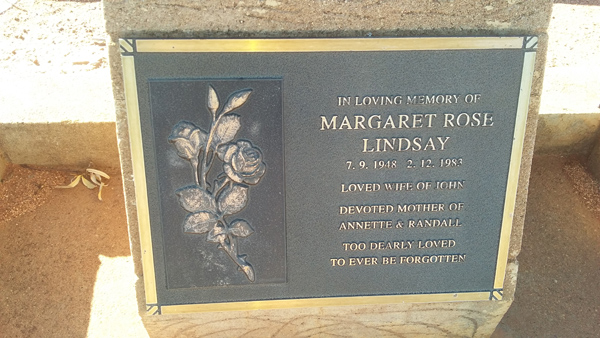 IN LOVING MEMORY OF
MARGARET ROSE
LINDSAY
7. 9. 1948 2. 12. 1983
LOVED WIFE OF JOHN
DEVOTED MOTHER OF
ANNETTE & RANDALL
TOO DEARLY LOVED
TO EVER BE FORGOTTEN